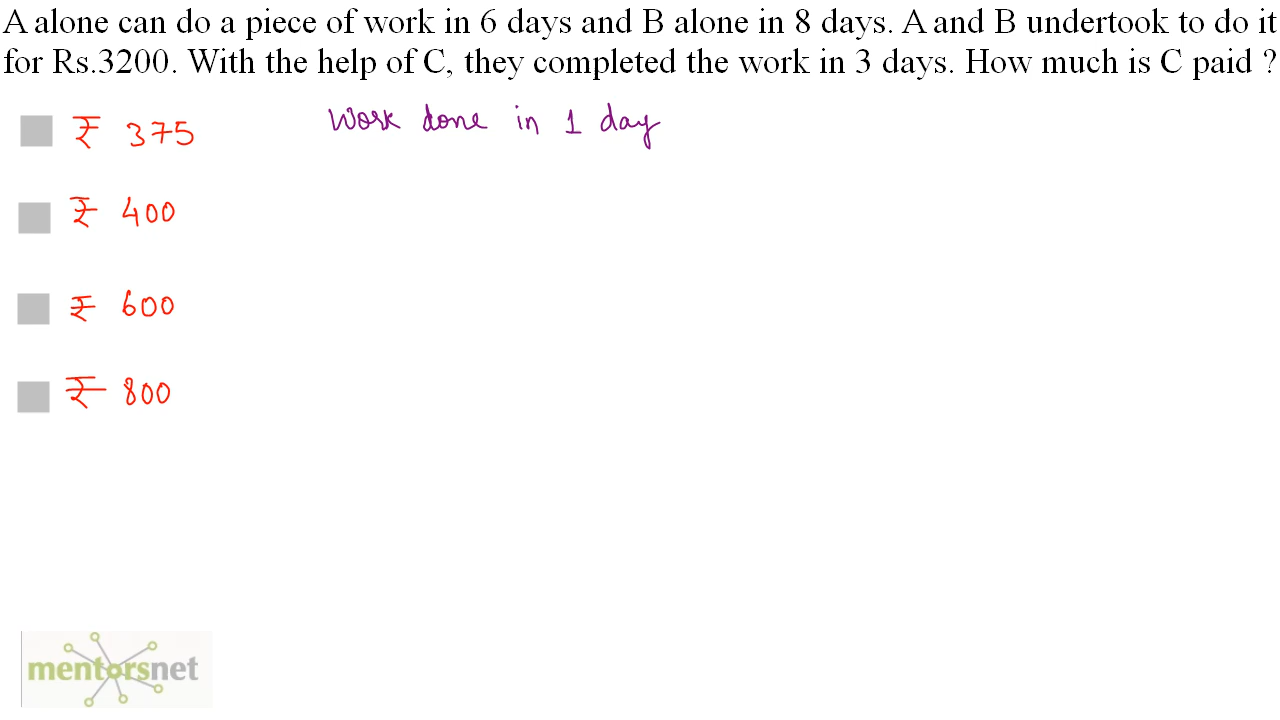 A alone can do a piece of work in 6 days and B alone in 8 days. A and B undertook to do it
for Rs.3200. With the help of C, they completed the work in 3 days. How much is C paid ?
Work done in 1 day
₹ 375
₹ 400
₹ 600
₹ 800
mentorsnet